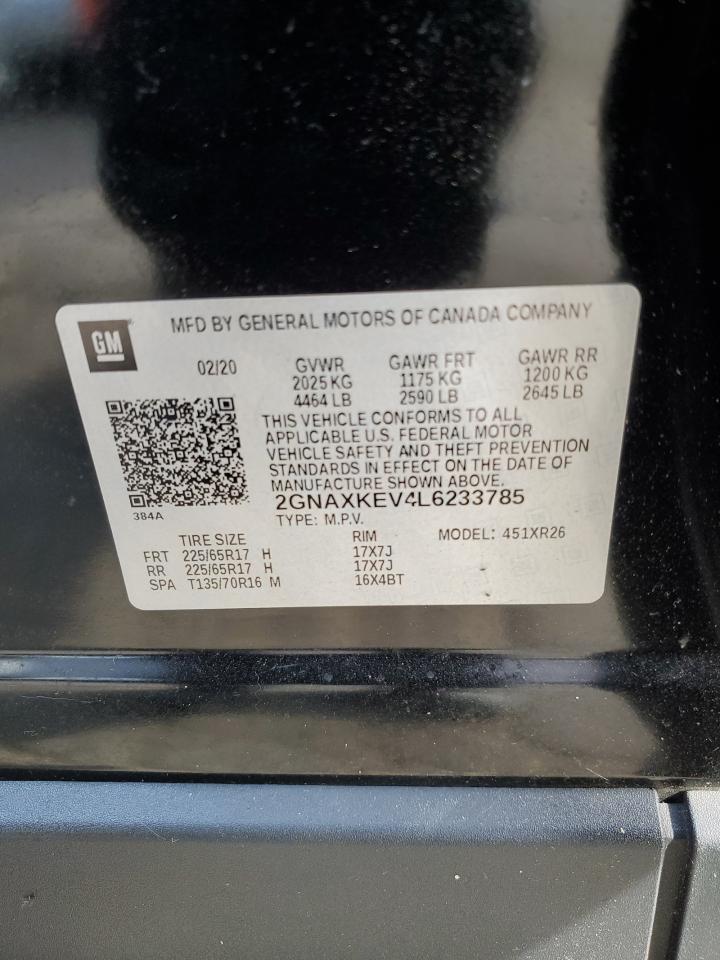 GM
MFD BY GENERAL MOTORS OF CANADA COMPANY
02/20 GVWR GAWR FRT GAWR RR
2025 KG 1175 KG 1200 KG
4464 LB 2590 LB 2645 LB
THIS VEHICLE CONFORMS TO ALL
APPLICABLE U.S. FEDERAL MOTOR
VEHICLE SAFETY AND THEFT PREVENTION
STANDARDS IN EFFECT ON THE DATE OF
MANUFACTURE SHOWN ABOVE.
384A
2GNAXKEV4L6233785
TYPE: M.P.V. MODEL: 451XR26
TIRE SIZE RIM
FRT 225/65R17 H 17X7J
RR 225/65R17 H 17X7J
SPA T135/70R16 M 16X4BT